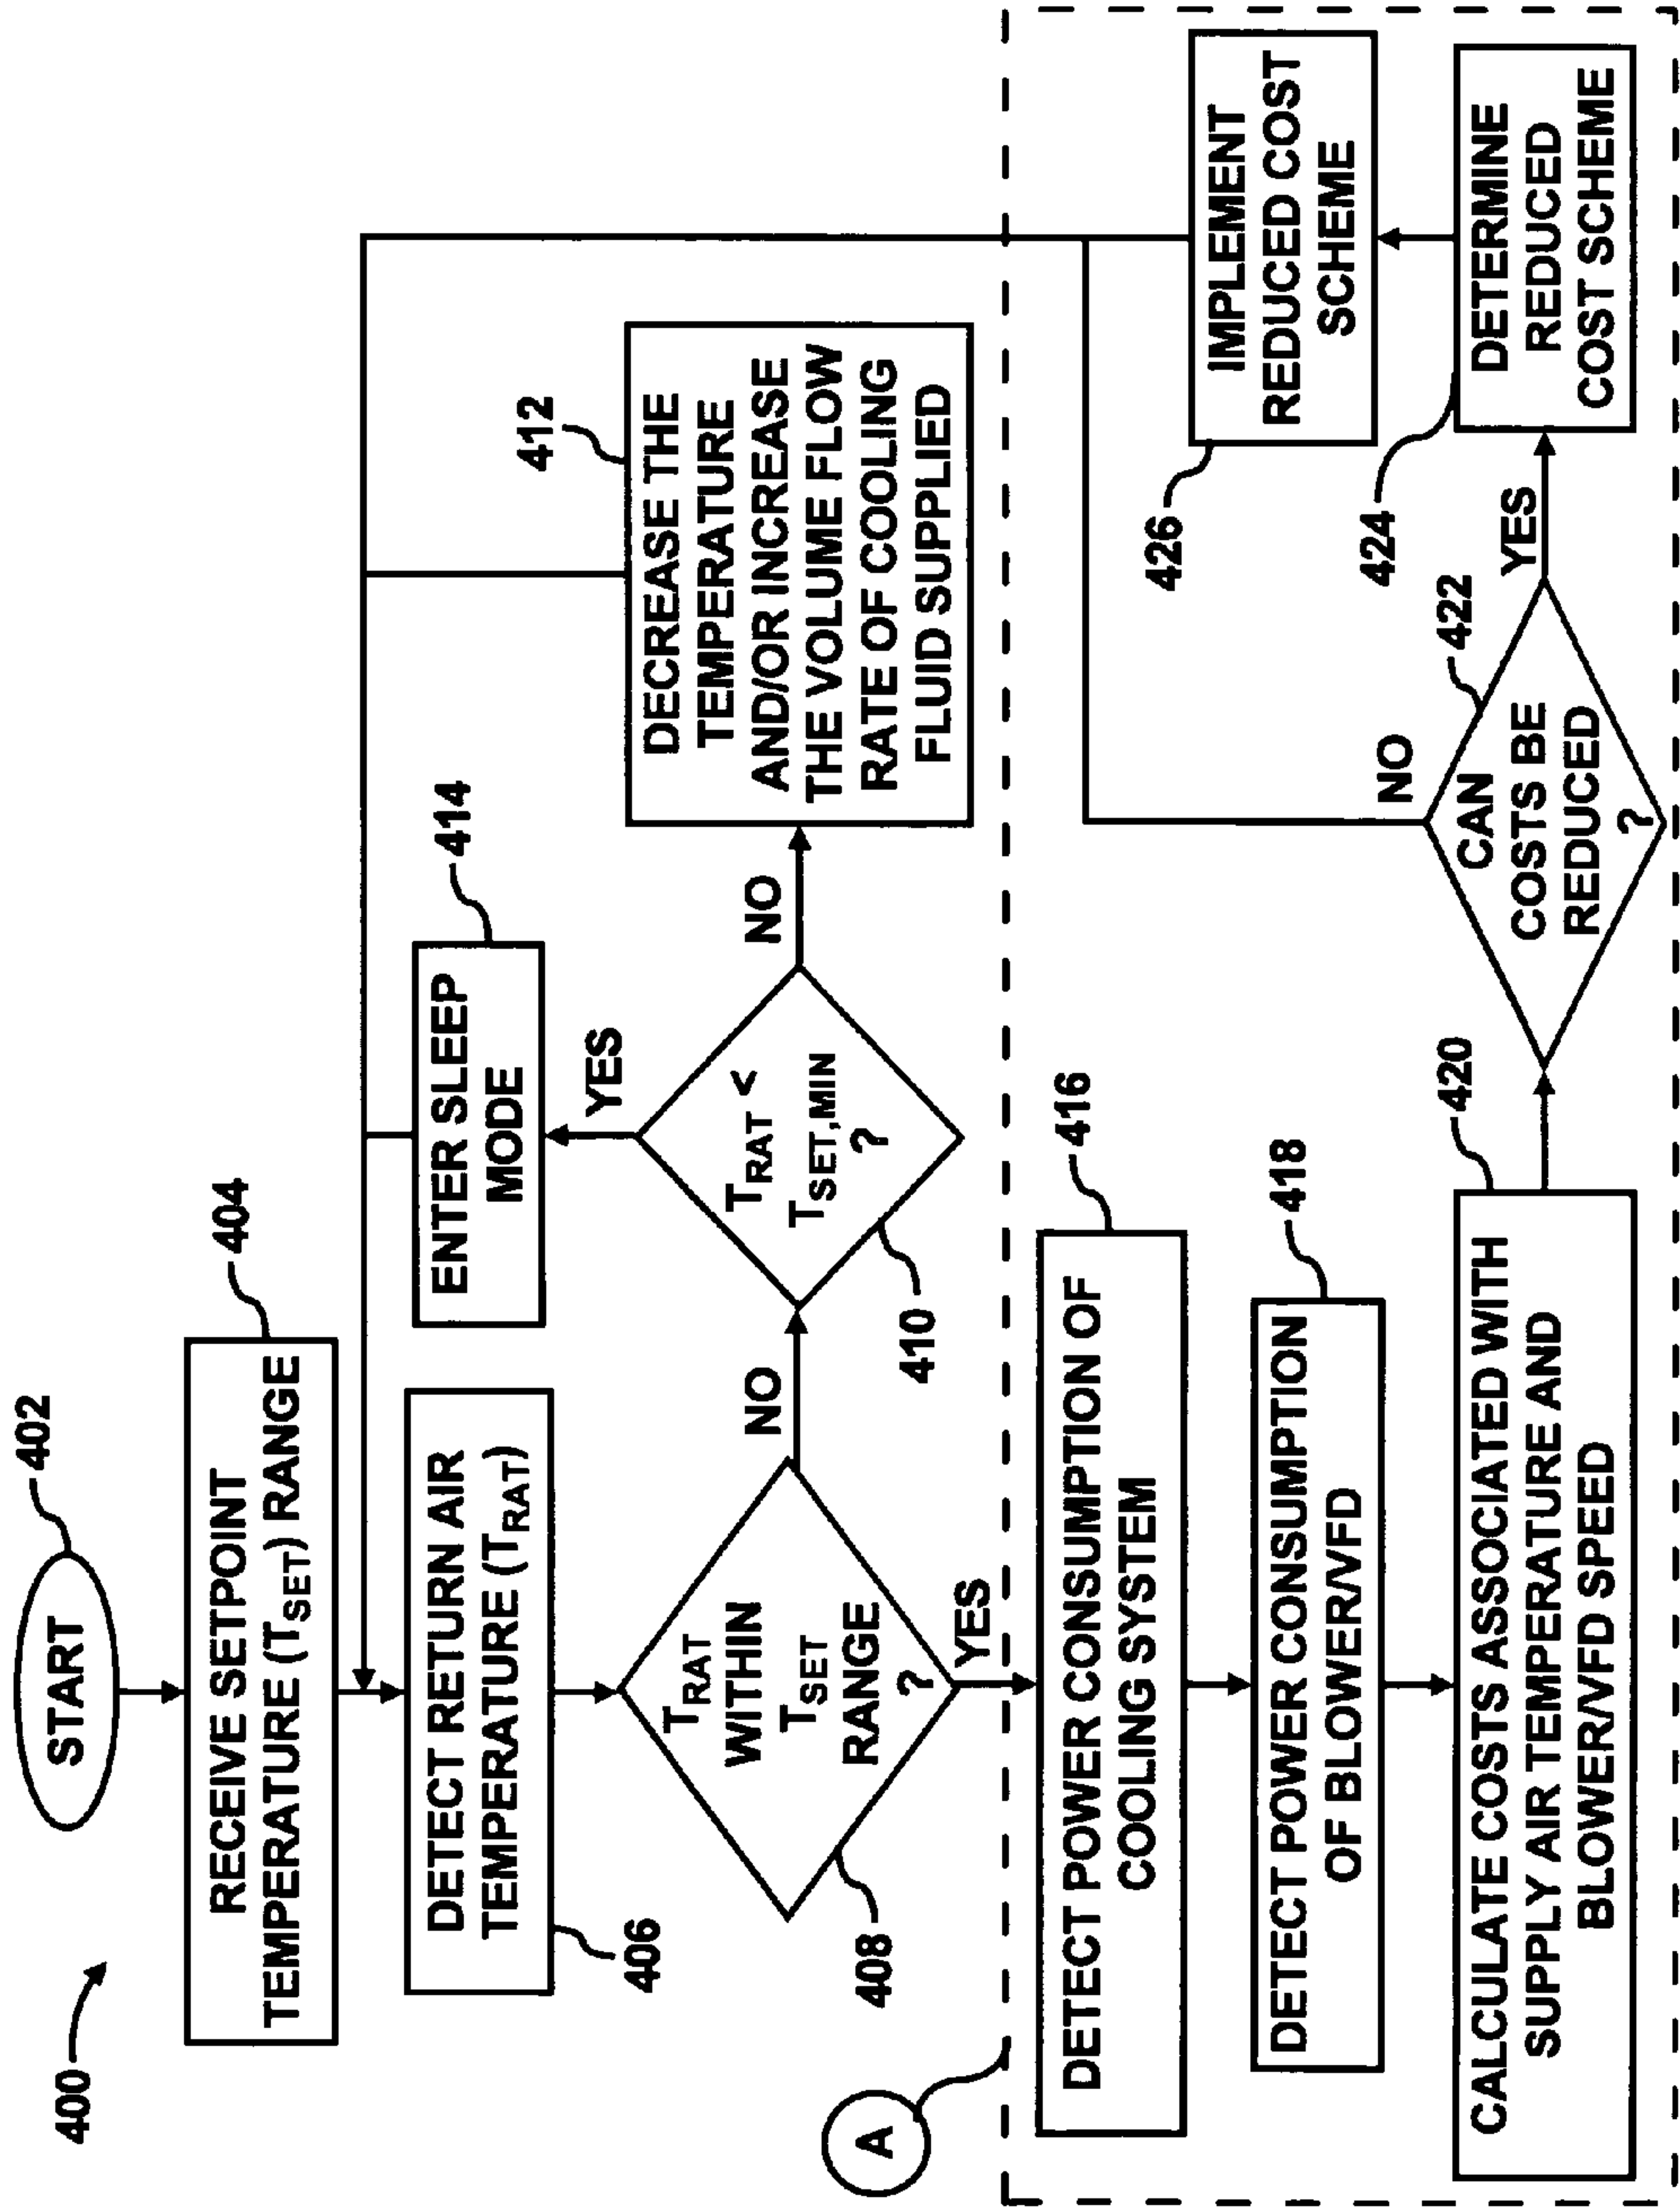 400
START
402
RECEIVE SETPOINT
TEMPERATURE (TSET) RANGE
404
DETECT RETURN AIR
TEMPERATURE (TRAT)
406
TRAT
WITHIN
TSET
RANGE
?
408
NO
YES
TRAT <
TSET,MIN
?
410
YES
NO
ENTER SLEEP
MODE
414
DECREASE THE
TEMPERATURE
AND/OR INCREASE
THE VOLUME FLOW
RATE OF COOLING
FLUID SUPPLIED
412
A
DETECT POWER CONSUMPTION OF
COOLING SYSTEM
416
DETECT POWER CONSUMPTION
OF BLOWER/VFD
418
CALCULATE COSTS ASSOCIATED WITH
SUPPLY AIR TEMPERATURE AND
BLOWER/VFD SPEED
420
CAN
COSTS BE
REDUCED
?
422
NO
YES
DETERMINE
REDUCED
COST SCHEME
424
IMPLEMENT
REDUCED COST
SCHEME
426